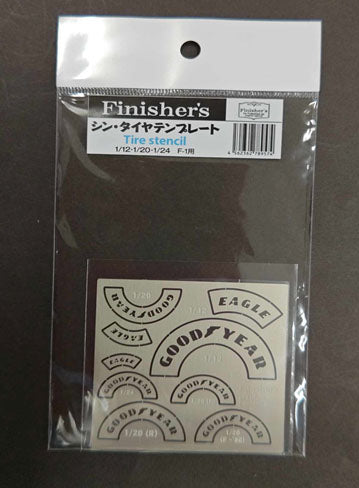 Finisher's
シン・タイヤテンプレート
Tire stencil
1/12・1/20・1/24 F-1用
GOODYEAR
1/20
EAGLE
1/12
EAGLE
GOODYEAR
1/12
EAGLE
GOODYEAR
1/24
GOODYEAR
GOODYEAR
1/20 (R)
GOODYEAR
1/20